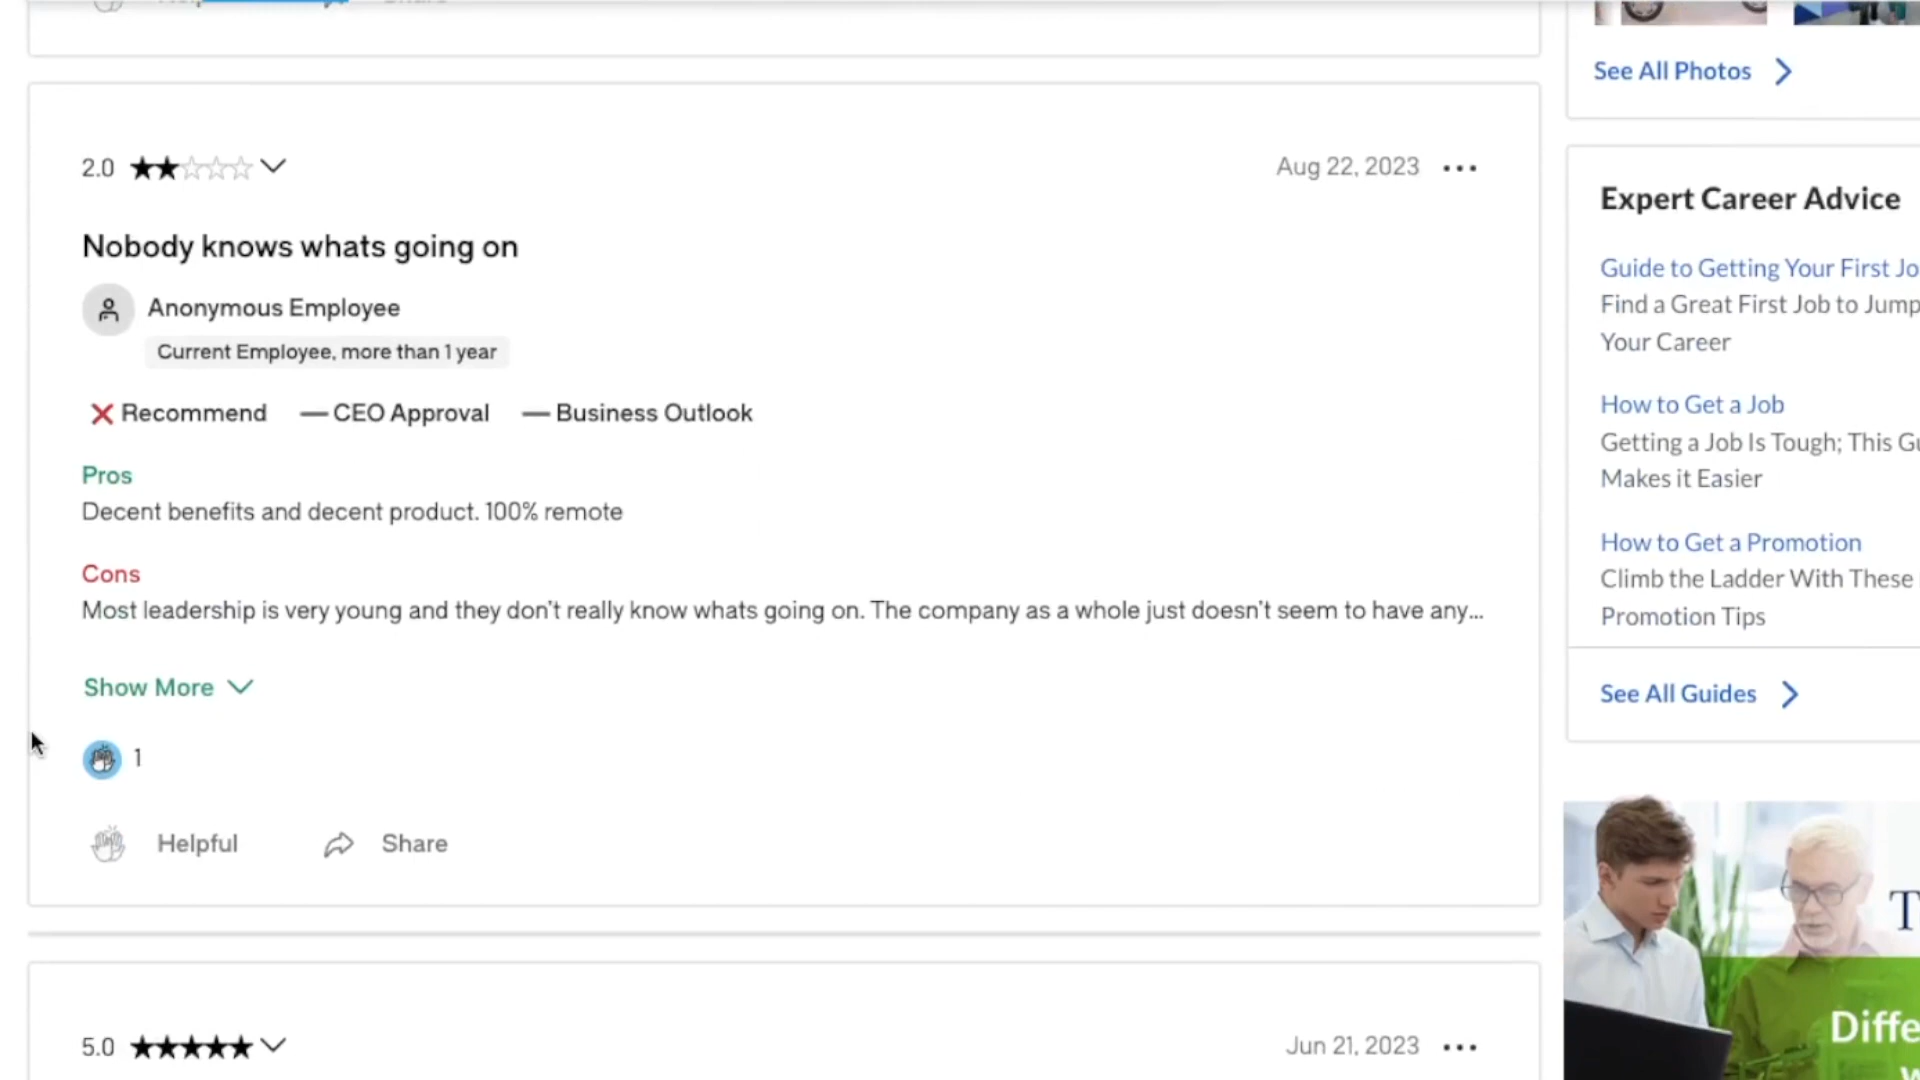 See All Photos
2.0
Aug 22, 2023
Nobody knows whats going on
Anonymous Employee
Current Employee, more than 1 year
Recommend — CEO Approval — Business Outlook
Pros
Decent benefits and decent product. 100% remote
Cons
Most leadership is very young and they don't really know whats going on. The company as a whole just doesn't seem to have any...
Show More
1
Helpful Share
5.0
Jun 21, 2023
Expert Career Advice
Guide to Getting Your First Jo
Find a Great First Job to Jump
Your Career
How to Get a Job
Getting a Job Is Tough; This Gu
Makes it Easier
How to Get a Promotion
Climb the Ladder With These
Promotion Tips
See All Guides
T
Diffe